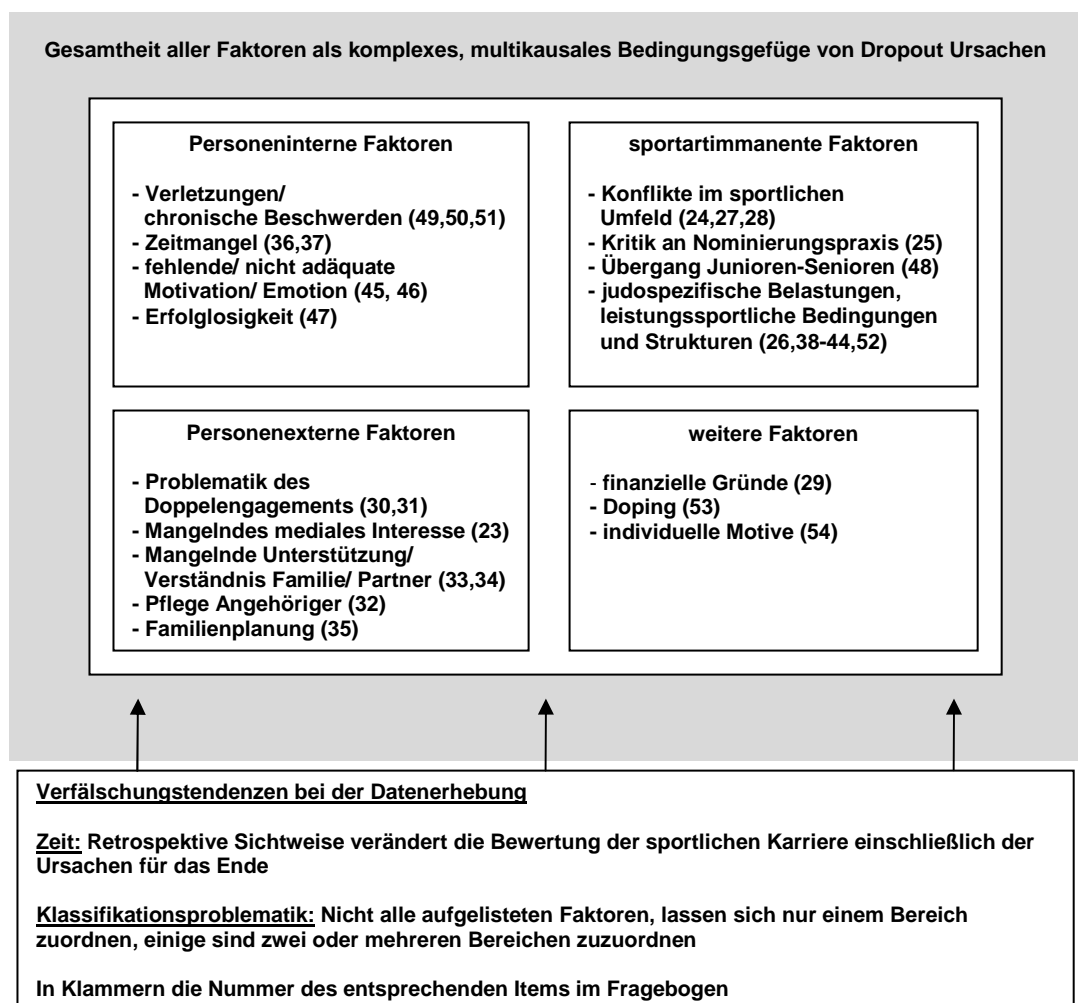 Gesamtheit aller Faktoren als komplexes, multikausales Bedingungsgefüge von Dropout Ursachen
Personeninterne Faktoren
- Verletzungen/
chronische Beschwerden (49,50,51)
- Zeitmangel (36,37)
- fehlende/ nicht adäquate
Motivation/ Emotion (45, 46)
- Erfolglosigkeit (47)
sportartimmanente Faktoren
- Konflikte im sportlichen
Umfeld (24,27,28)
- Kritik an Nominierungspraxis (25)
- Übergang Junioren-Senioren (48)
- judospezifische Belastungen,
leistungssportliche Bedingungen
und Strukturen (26,38-44,52)
Personenexterne Faktoren
- Problematik des
Doppelengagements (30,31)
- Mangelndes mediales Interesse (23)
- Mangelnde Unterstützung/
Verständnis Familie/ Partner (33,34)
- Pflege Angehöriger (32)
- Familienplanung (35)
weitere Faktoren
- finanzielle Gründe (29)
- Doping (53)
- individuelle Motive (54)
Verfälschungstendenzen bei der Datenerhebung
Zeit: Retrospektive Sichtweise verändert die Bewertung der sportlichen Karriere einschließlich der
Ursachen für das Ende
Klassifikationsproblematik: Nicht alle aufgelisteten Faktoren, lassen sich nur einem Bereich
zuordnen, einige sind zwei oder mehreren Bereichen zuzuordnen
In Klammern die Nummer des entsprechenden Items im Fragebogen